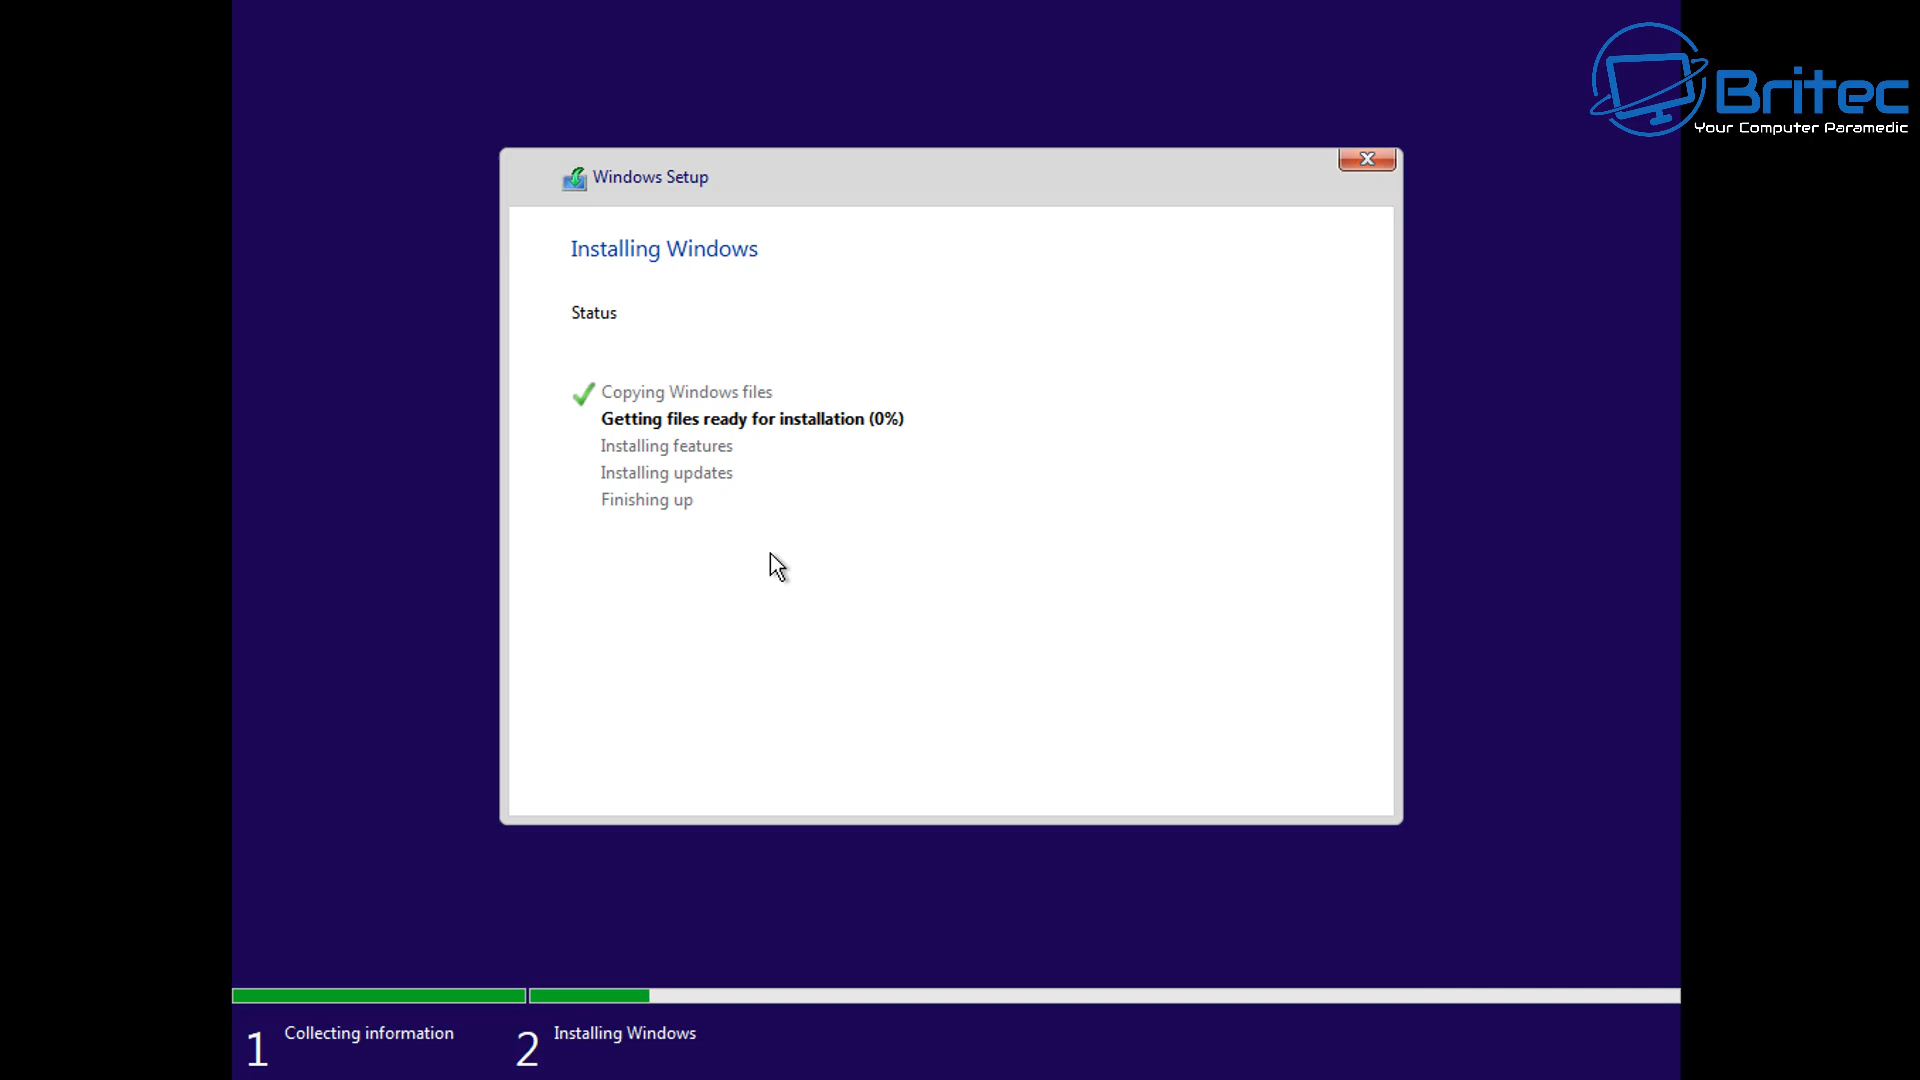 Britec
Your Computer Paramedic
Windows Setup
Installing Windows
Status
Copying Windows files
Getting files ready for installation (0%)
Installing features
Installing updates
Finishing up
1 Collecting information
2 Installing Windows